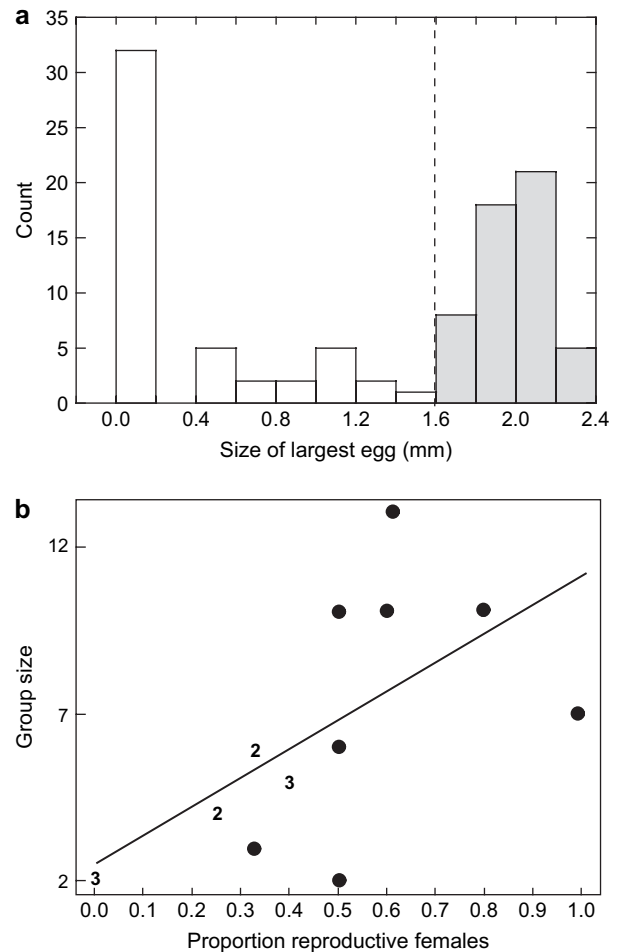 a
35
30
25
20
15
10
5
0
Count
0.0 0.4 0.8 1.2 1.6 2.0 2.4
Size of largest egg (mm)
b
12
7
2
Group size
2
3
2
3
0.0 0.1 0.2 0.3 0.4 0.5 0.6 0.7 0.8 0.9 1.0
Proportion reproductive females